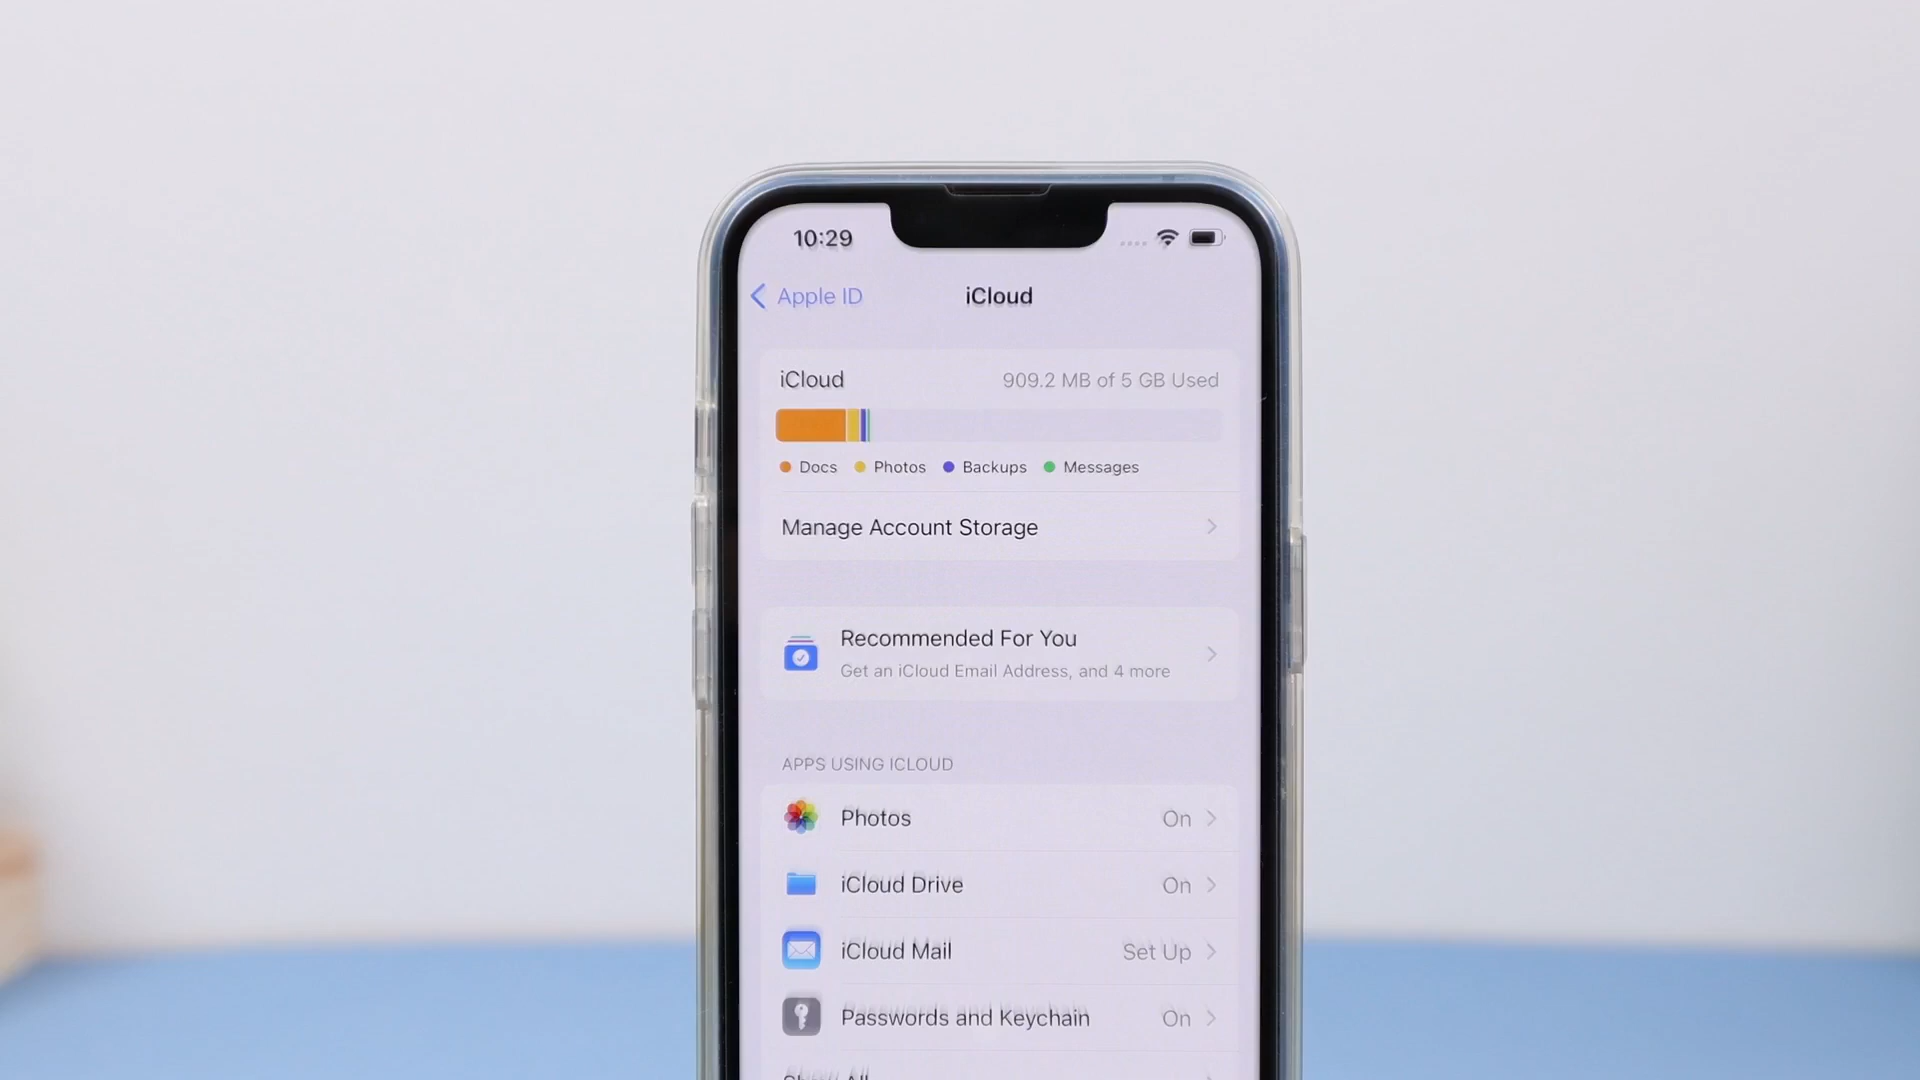 10:29
Apple ID
iCloud
iCloud
909.2 MB of 5 GB Used
Docs
Photos
Backups
Messages
Manage Account Storage
Recommended For You
Get an iCloud Email Address, and 4 more
APPS USING ICLOUD
Photos
On
iCloud Drive
On
iCloud Mail
Set Up
Passwords and Keychain
On